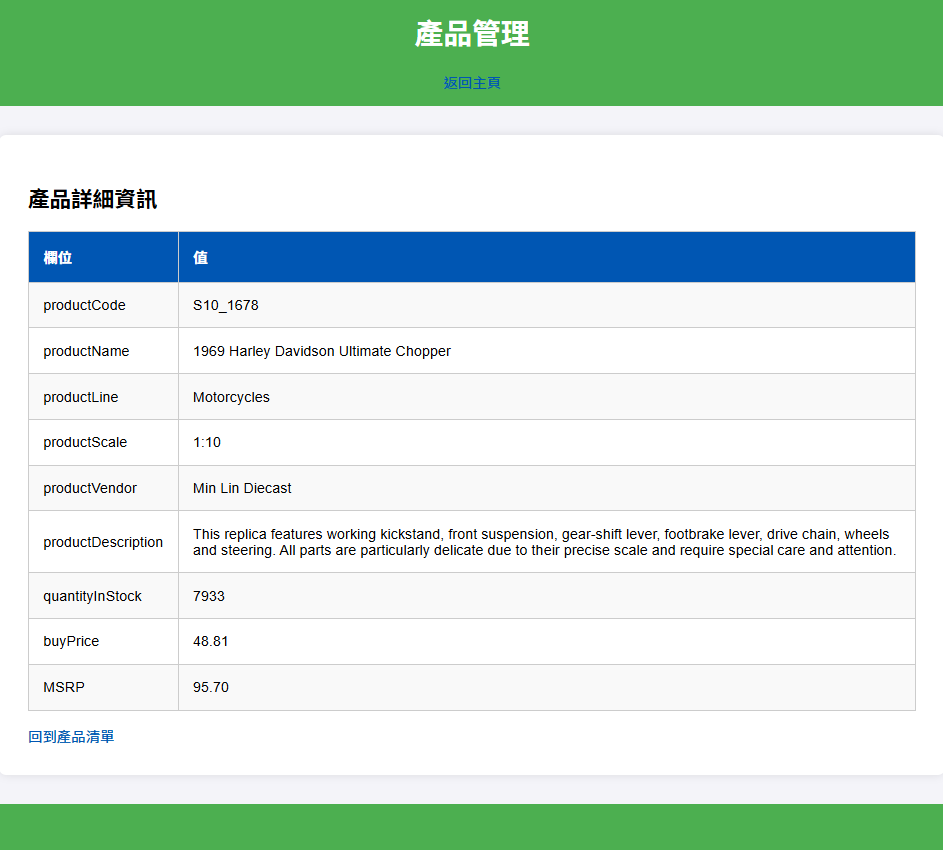 產品管理
返回主頁
產品詳細資訊
欄位 值
productCode S10_1678
productName 1969 Harley Davidson Ultimate Chopper
productLine Motorcycles
productScale 1:10
productVendor Min Lin Diecast
productDescription This replica features working kickstand, front suspension, gear-shift lever, footbrake lever, drive chain, wheels
and steering. All parts are particularly delicate due to their precise scale and require special care and attention.
quantityInStock 7933
buyPrice 48.81
MSRP 95.70
回到產品清單